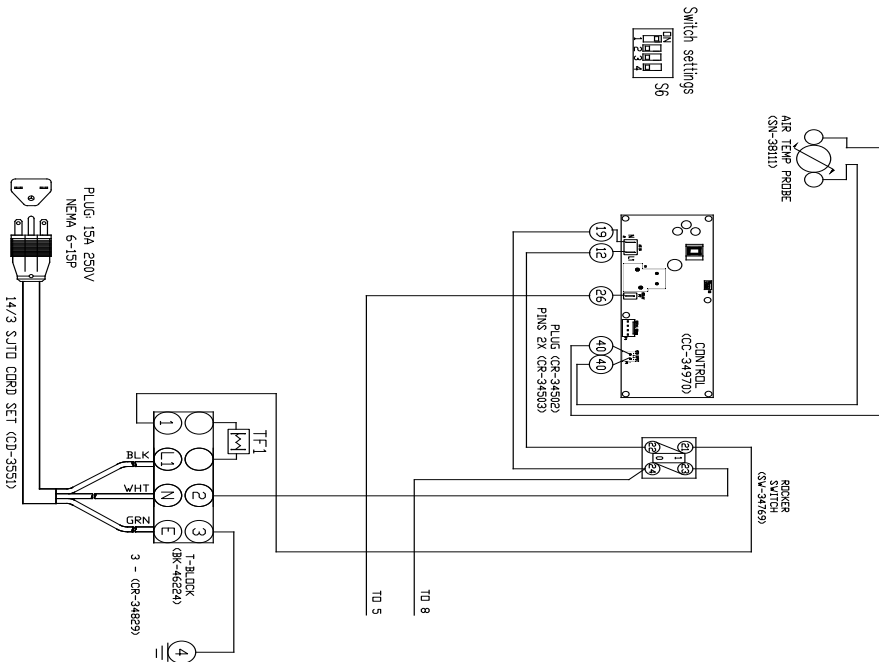 Switch settings
ON
1 2 3 4
S6
AIR TEMP PROBE
(SN-38111)
CONTROL
(CC-34970)
N
L1
19
12
26
40
40
PLUG (CR-34502)
PINS 2X (CR-34503)
21
22
23
24
1
0
ROCKER
SWITCH
(SW-34769)
TO 5
TO 8
PLUG: 15A 250V
NEMA 6-15P
14/3 SJTO CORD SET (CD-3551)
BLK
WHT
GRN
TF1
1
L1
N
E
2
3
T-BLOCK
(BK-46224)
3 - (CR-34829)
4